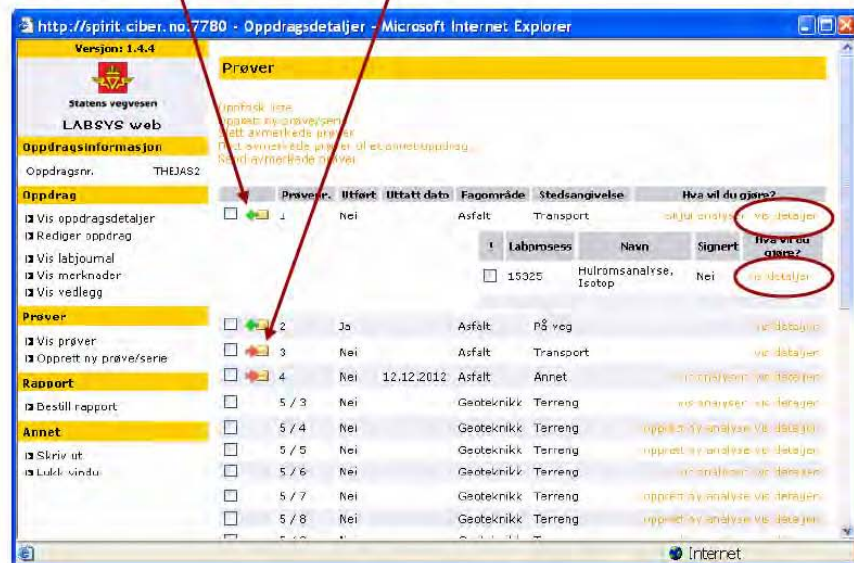 http://spirit.ciber.no:7780 - Oppdragsdetaljer - Microsoft Internet Explorer
Versjon: 1.4.4
Statens vegvesen
LABSYS web
Oppdragsinformasjon
Oppdragsnr. THEJAS2
Oppdrag
Vis oppdragsdetaljer
Rediger oppdrag
Vis labjournal
Vis merknader
Vis vedlegg
Prøver
Vis prøver
Opprett ny prøve/serie
Rapport
Bestill rapport
Annet
Skriv ut
Lukk vindu
Prøver
Oppfrisk liste
Opprett ny prøve/serie
Slett avmerkede prøver
Flytt avmerkede prøver til et annet oppdrag
Send avmerkede prøver
Prøvenr. Utført Uttatt dato Fagområde Stedsangivelse Hva vil du gjøre?
1 Nei Asfalt Transport skjul analyser vis detaljer
! Labprosess Navn Signert Hva vil du gjøre?
15325 Hulromsanalyse, Isotop Nei vis detaljer
2 Ja Asfalt På veg vis detaljer
3 Nei Asfalt Transport vis detaljer
4 Nei 12.12.2012 Asfalt Annet vis analyser vis detaljer
5 / 3 Nei Geoteknikk Terreng vis analyser vis detaljer
5 / 4 Nei Geoteknikk Terreng opprett ny analyse vis detaljer
5 / 5 Nei Geoteknikk Terreng opprett ny analyse vis detaljer
5 / 6 Nei Geoteknikk Terreng vis analyser vis detaljer
5 / 7 Nei Geoteknikk Terreng opprett ny analyse vis detaljer
5 / 8 Nei Geoteknikk Terreng opprett ny analyse vis detaljer
Internet